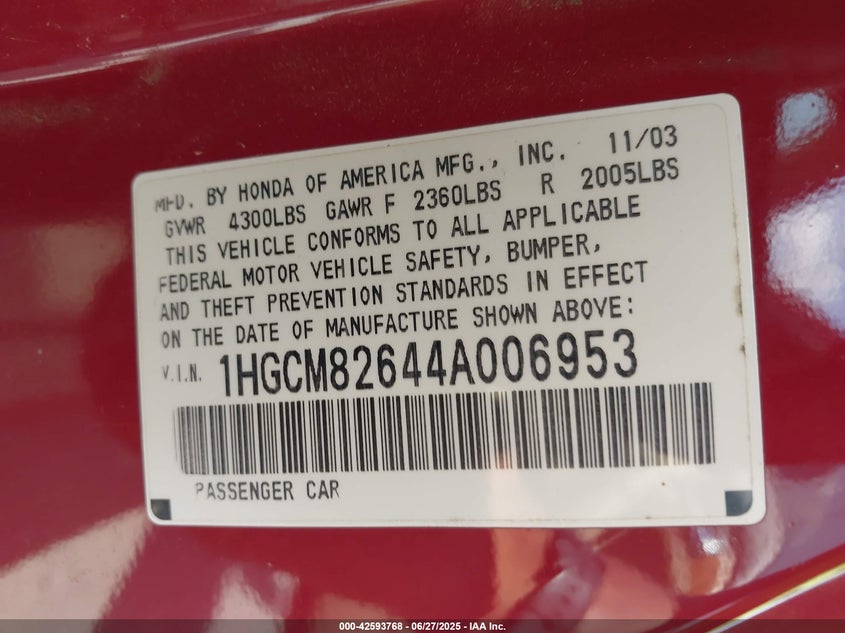 MFD. BY HONDA OF AMERICA MFG., INC. 11/03
GVWR 4300LBS GAWR F 2360LBS R 2005LBS
THIS VEHICLE CONFORMS TO ALL APPLICABLE
FEDERAL MOTOR VEHICLE SAFETY, BUMPER,
AND THEFT PREVENTION STANDARDS IN EFFECT
ON THE DATE OF MANUFACTURE SHOWN ABOVE:
V.I.N. 1HGCM82644A006953
PASSENGER CAR
000-42593768 | 06/27/2025 - IAA Inc.